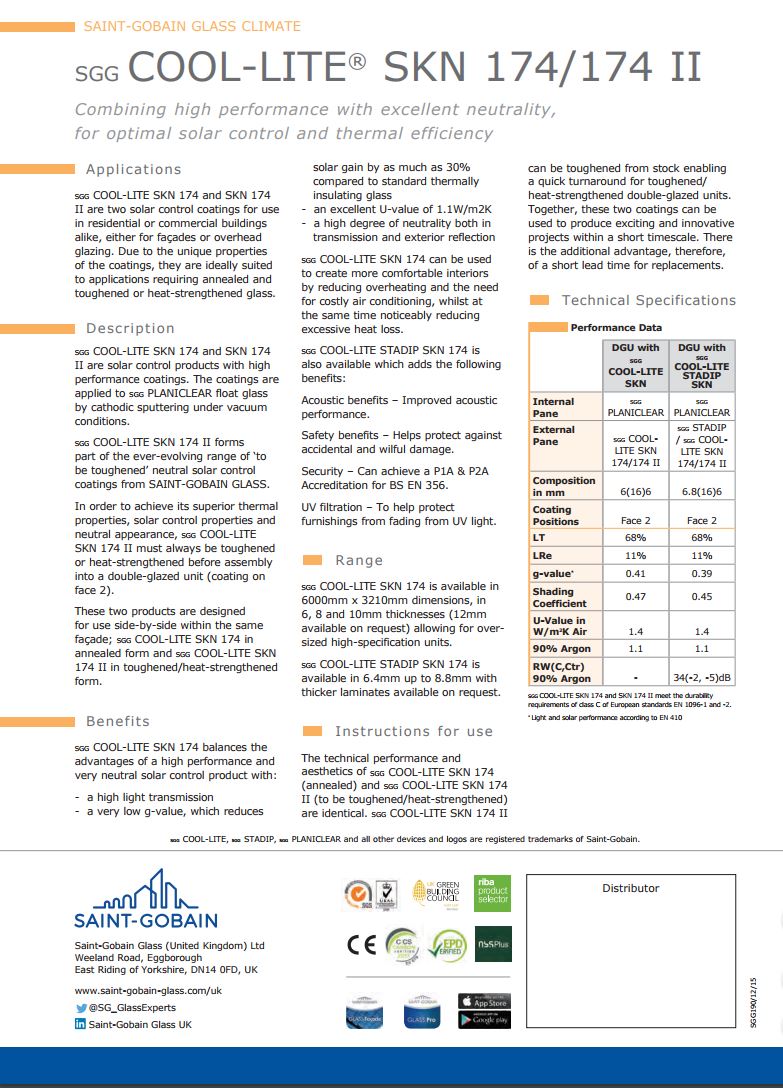 SAINT-GOBAIN GLASS CLIMATE
SGG COOL-LITE® SKN 174/174 II
Combining high performance with excellent neutrality,
for optimal solar control and thermal efficiency
Applications
SGG COOL-LITE SKN 174 and SKN 174
II are two solar control coatings for use
in residential or commercial buildings
alike, either for façades or overhead
glazing. Due to the unique properties
of the coatings, they are ideally suited
to applications requiring annealed and
toughened or heat-strengthened glass.
Description
SGG COOL-LITE SKN 174 and SKN 174
II are solar control products with high
performance coatings. The coatings are
applied to SGG PLANICLEAR float glass
by cathodic sputtering under vacuum
conditions.
SGG COOL-LITE SKN 174 II forms
part of the ever-evolving range of ‘to
be toughened’ neutral solar control
coatings from SAINT-GOBAIN GLASS.
In order to achieve its superior thermal
properties, solar control properties and
neutral appearance, SGG COOL-LITE
SKN 174 II must always be toughened
or heat-strengthened before assembly
into a double-glazed unit (coating on
face 2).
These two products are designed
for use side-by-side within the same
façade; SGG COOL-LITE SKN 174 in
annealed form and SGG COOL-LITE SKN
174 II in toughened/heat-strengthened
form.
Benefits
SGG COOL-LITE SKN 174 balances the
advantages of a high performance and
very neutral solar control product with:
- a high light transmission
- a very low g-value, which reduces
solar gain by as much as 30%
compared to standard thermally
insulating glass
- an excellent U-value of 1.1W/m2K
- a high degree of neutrality both in
transmission and exterior reflection
SGG COOL-LITE SKN 174 can be used
to create more comfortable interiors
by reducing overheating and the need
for costly air conditioning, whilst at
the same time noticeably reducing
excessive heat loss.
SGG COOL-LITE STADIP SKN 174 is
also available which adds the following
benefits:
Acoustic benefits – Improved acoustic
performance.
Safety benefits – Helps protect against
accidental and wilful damage.
Security – Can achieve a P1A & P2A
Accreditation for BS EN 356.
UV filtration – To help protect
furnishings from fading from UV light.
Range
SGG COOL-LITE SKN 174 is available in
6000mm x 3210mm dimensions, in
6, 8 and 10mm thicknesses (12mm
available on request) allowing for over-
sized high-specification units.
SGG COOL-LITE STADIP SKN 174 is
available in 6.4mm up to 8.8mm with
thicker laminates available on request.
Instructions for use
The technical performance and
aesthetics of SGG COOL-LITE SKN 174
(annealed) and SGG COOL-LITE SKN 174
II (to be toughened/heat-strengthened)
are identical. SGG COOL-LITE SKN 174 II
can be toughened from stock enabling
a quick turnaround for toughened/
heat-strengthened double-glazed units.
Together, these two coatings can be
used to produce exciting and innovative
projects within a short timescale. There
is the additional advantage, therefore,
of a short lead time for replacements.
Technical Specifications
Performance Data
DGU with SGG COOL-LITE SKN
DGU with SGG COOL-LITE STADIP SKN
Internal Pane SGG PLANICLEAR SGG PLANICLEAR
External Pane SGG COOL-LITE SKN 174/174 II SGG STADIP / SGG COOL-LITE SKN 174/174 II
Composition in mm 6(16)6 6.8(16)6
Coating Positions Face 2 Face 2
LT 68% 68%
LRe 11% 11%
g-value* 0.41 0.39
Shading Coefficient 0.47 0.45
U-Value in W/m²K Air 1.4 1.4
90% Argon 1.1 1.1
RW(C,Ctr) 90% Argon - 34(-2, -5)dB
SGG COOL-LITE SKN 174 and SKN 174 II meet the durability
requirements of class C of European standards EN 1096-1 and -2.
*Light and solar performance according to EN 410
SGG COOL-LITE, SGG STADIP, SGG PLANICLEAR and all other devices and logos are registered trademarks of Saint-Gobain.
SAINT-GOBAIN
Saint-Gobain Glass (United Kingdom) Ltd
Weeland Road, Eggborough
East Riding of Yorkshire, DN14 0FD, UK
www.saint-gobain-glass.com/uk
@SG_GlassExperts
Saint-Gobain Glass UK
SGS
UKAS
UK GREEN
BUILDING
COUNCIL
riba
product
selector
CE
EPD
VERIFIED
nbsPlus
GLASS Facade
GLASS Pro
App Store
Google play
Distributor
SGG190/12/15